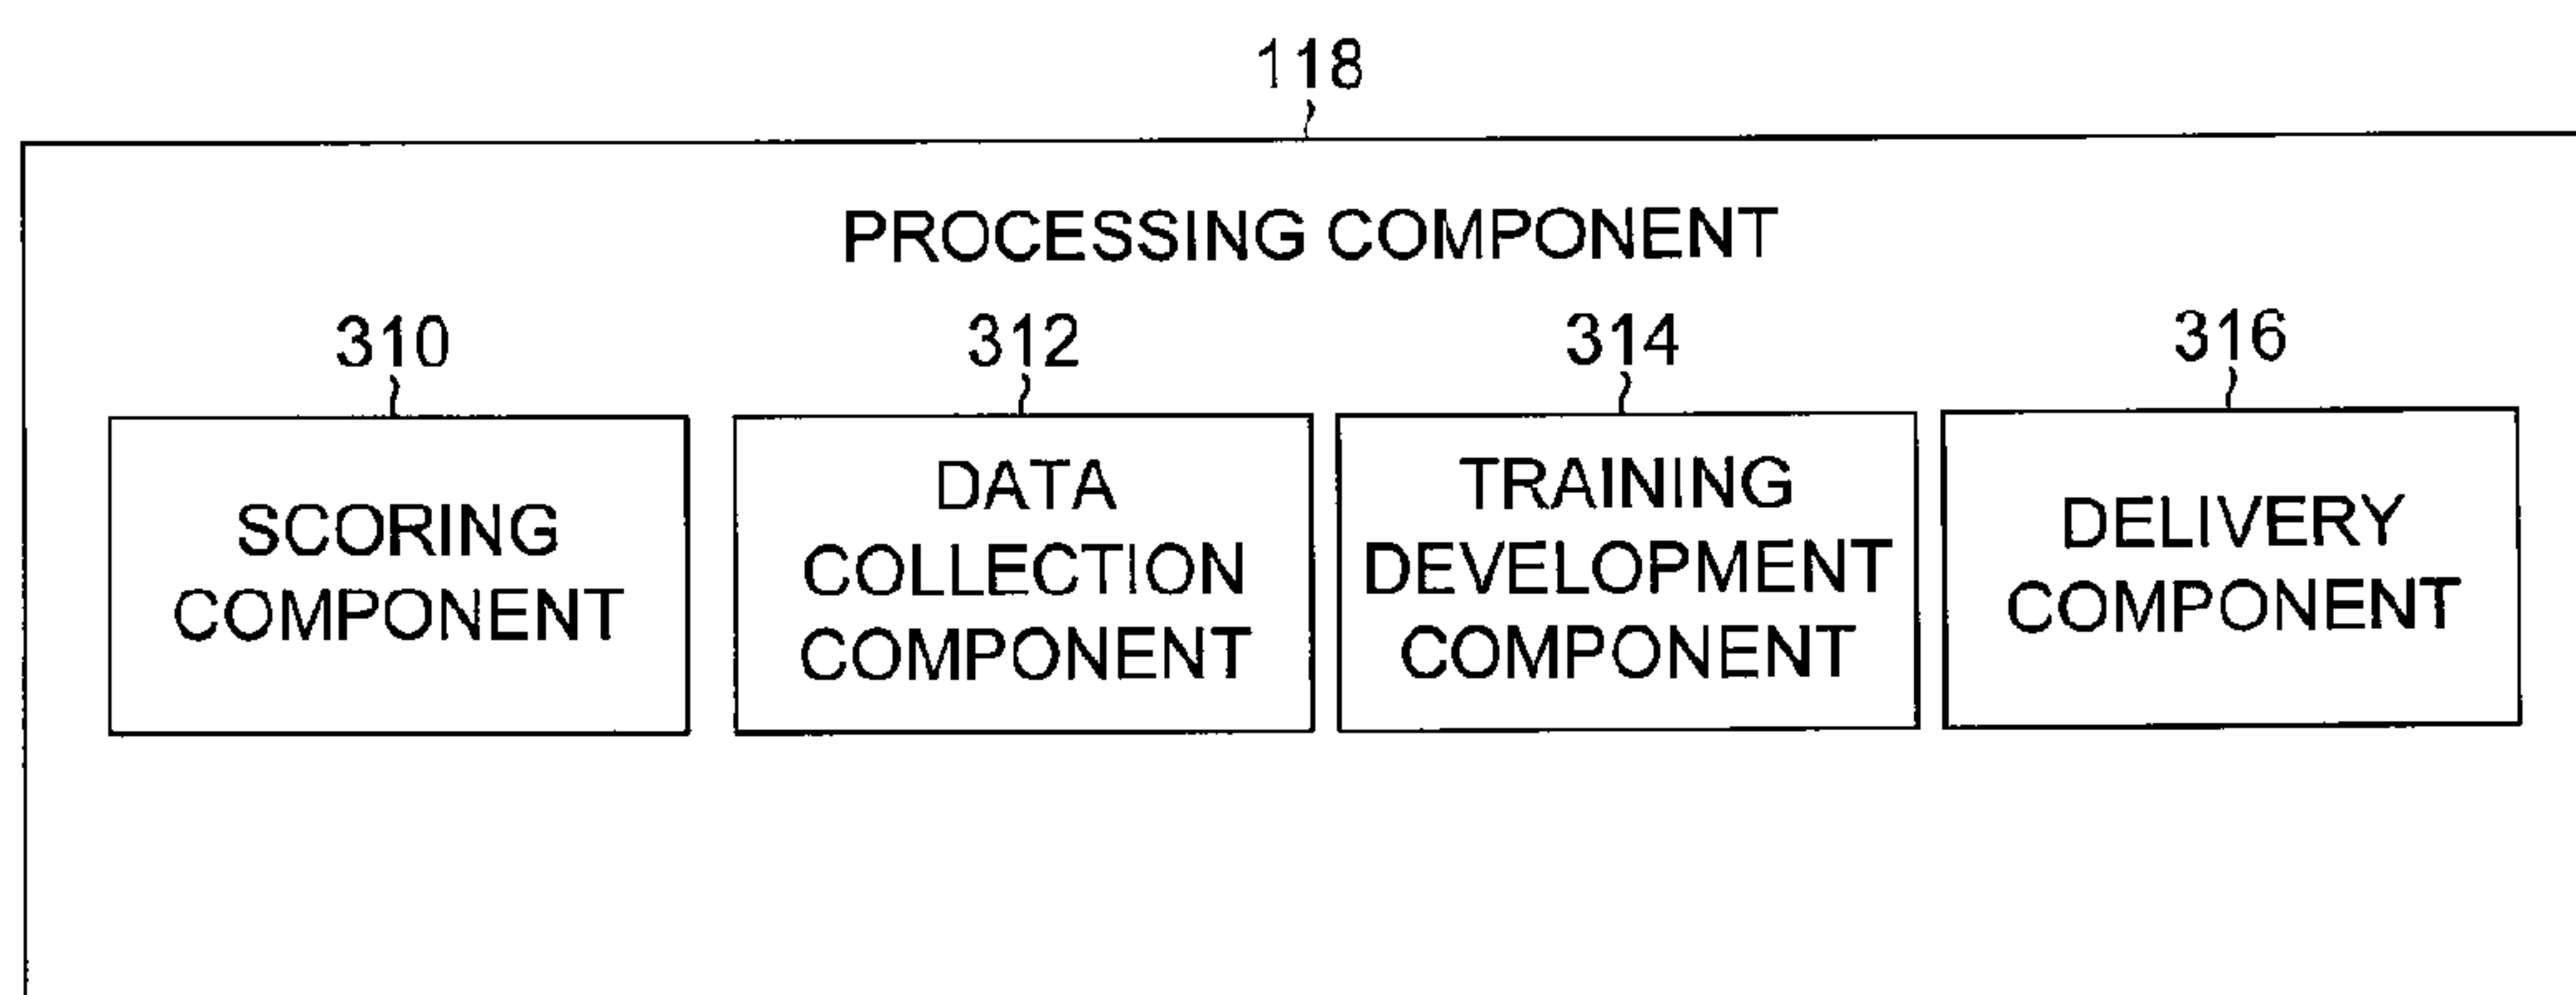 118
PROCESSING COMPONENT
310
312
314
316
SCORING
COMPONENT
DATA
COLLECTION
COMPONENT
TRAINING
DEVELOPMENT
COMPONENT
DELIVERY
COMPONENT